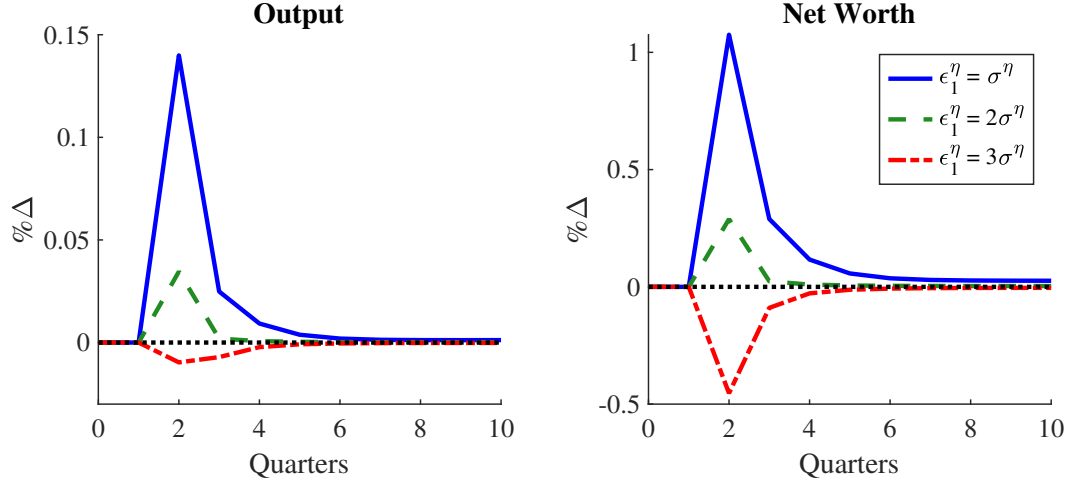 Output
%Δ
0.15
0.1
0.05
0
0 2 4 6 8 10
Quarters
Net Worth
%Δ
1
0.5
0
-0.5
0 2 4 6 8 10
Quarters
ϵ₁^η = σ^η
ϵ₁^η = 2σ^η
ϵ₁^η = 3σ^η